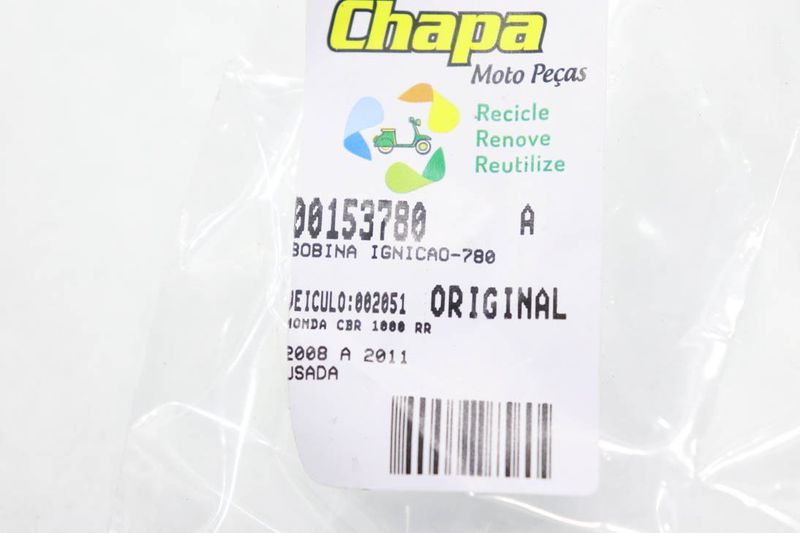 Chapa
Moto Peças
Recicle
Renove
Reutilize
00153780 A
BOBINA IGNICAO-780
VEICULO:002051 ORIGINAL
HONDA CBR 1000 RR
2008 A 2011
USADA